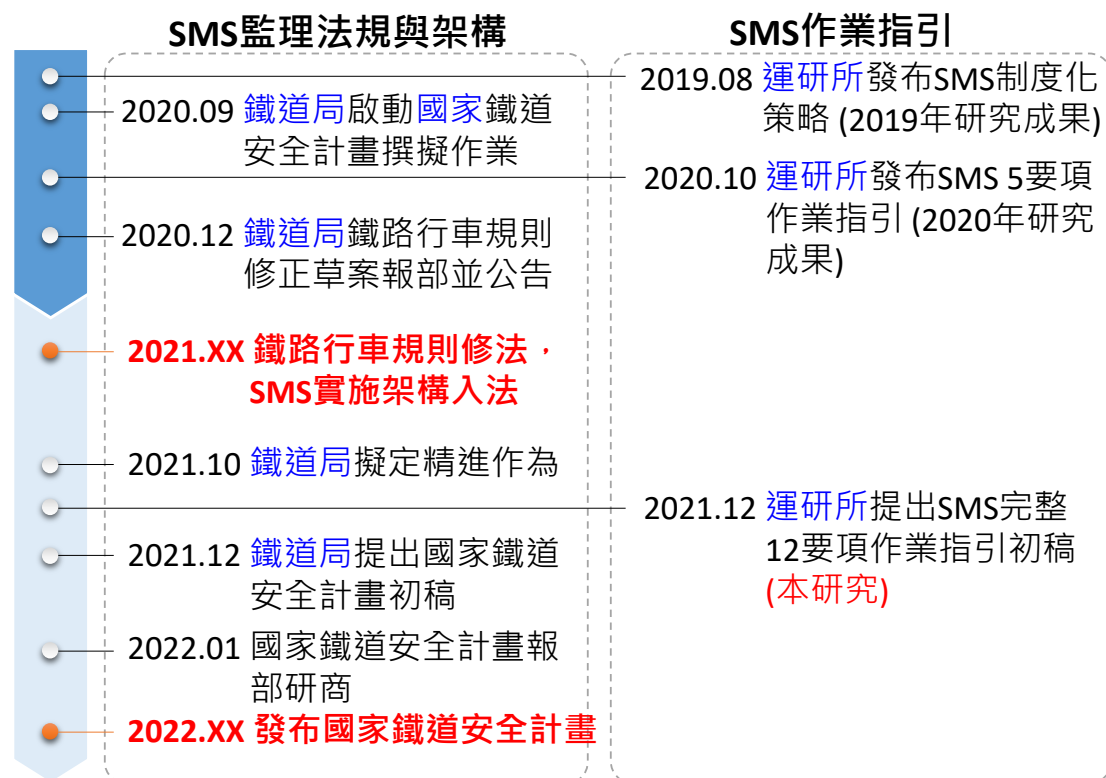 SMS監理法規與架構
2020.09 鐵道局啟動國家鐵道
安全計畫撰擬作業
2020.12 鐵道局鐵路行車規則
修正草案報部並公告
2021.XX 鐵路行車規則修法，
SMS實施架構入法
2021.10 鐵道局擬定精進作為
2021.12 鐵道局提出國家鐵道
安全計畫初稿
2022.01 國家鐵道安全計畫報
部研商
2022.XX 發布國家鐵道安全計畫
SMS作業指引
2019.08 運研所發布SMS制度化
策略 (2019年研究成果)
2020.10 運研所發布SMS 5要項
作業指引 (2020年研究
成果)
2021.12 運研所提出SMS完整
12要項作業指引初稿
(本研究)